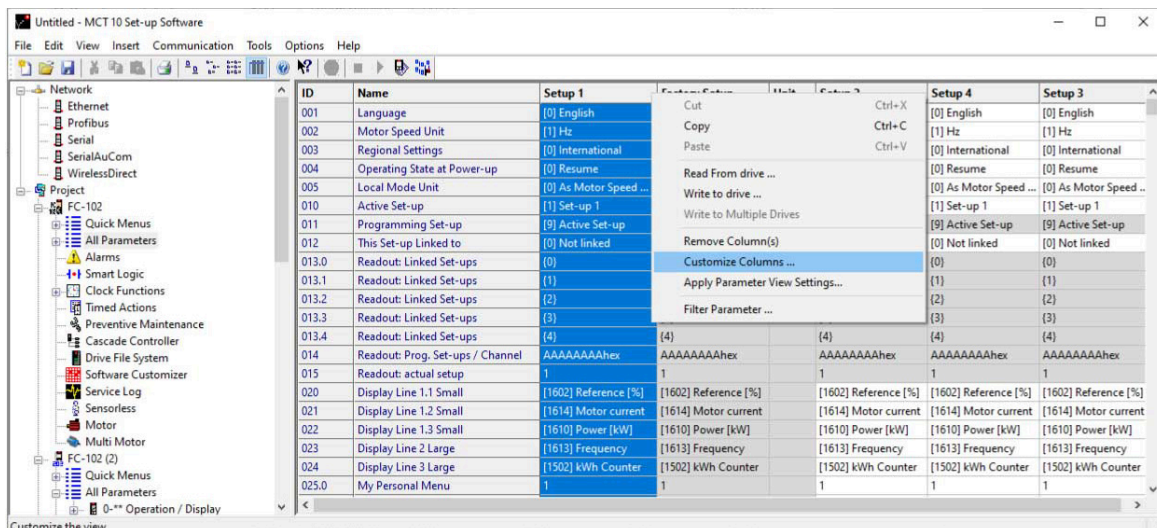 Untitled - MCT 10 Set-up Software
File Edit View Insert Communication Tools Options Help
Network
Ethernet
Profibus
Serial
SerialAuCom
WirelessDirect
Project
FC-102
Quick Menus
All Parameters
Alarms
Smart Logic
Clock Functions
Timed Actions
Preventive Maintenance
Cascade Controller
Drive File System
Software Customizer
Service Log
Sensorless
Motor
Multi Motor
FC-102 (2)
Quick Menus
All Parameters
0-** Operation / Display
ID Name Setup 1 Factory Setup Unit Setup 2 Setup 4 Setup 3
001 Language [0] English [0] English [0] English
002 Motor Speed Unit [1] Hz [1] Hz [1] Hz
003 Regional Settings [0] International [0] International [0] International
004 Operating State at Power-up [0] Resume [0] Resume [0] Resume
005 Local Mode Unit [0] As Motor Speed ... [0] As Motor Speed ... [0] As Motor Speed ..
010 Active Set-up [1] Set-up 1 [1] Set-up 1 [1] Set-up 1
011 Programming Set-up [9] Active Set-up [9] Active Set-up [9] Active Set-up
012 This Set-up Linked to [0] Not linked [0] Not linked [0] Not linked
013.0 Readout: Linked Set-ups {0} {0} {0}
013.1 Readout: Linked Set-ups {1} {1} {1}
013.2 Readout: Linked Set-ups {2} {2} {2}
013.3 Readout: Linked Set-ups {3} {3} {3}
013.4 Readout: Linked Set-ups {4} {4} {4} {4} {4}
014 Readout: Prog. Set-ups / Channel AAAAAAAAhex AAAAAAAAhex AAAAAAAAhex AAAAAAAAhex AAAAAAAAhex
015 Readout: actual setup 1 1 1 1 1
020 Display Line 1.1 Small [1602] Reference [%] [1602] Reference [%] [1602] Reference [%] [1602] Reference [%] [1602] Reference [%]
021 Display Line 1.2 Small [1614] Motor current [1614] Motor current [1614] Motor current [1614] Motor current [1614] Motor current
022 Display Line 1.3 Small [1610] Power [kW] [1610] Power [kW] [1610] Power [kW] [1610] Power [kW] [1610] Power [kW]
023 Display Line 2 Large [1613] Frequency [1613] Frequency [1613] Frequency [1613] Frequency [1613] Frequency
024 Display Line 3 Large [1502] kWh Counter [1502] kWh Counter [1502] kWh Counter [1502] kWh Counter [1502] kWh Counter
025.0 My Personal Menu 1 1 1 1 1
Cut Ctrl+X
Copy Ctrl+C
Paste Ctrl+V
Read From drive ...
Write to drive ...
Write to Multiple Drives
Remove Column(s)
Customize Columns ...
Apply Parameter View Settings...
Filter Parameter ...
Customize the view